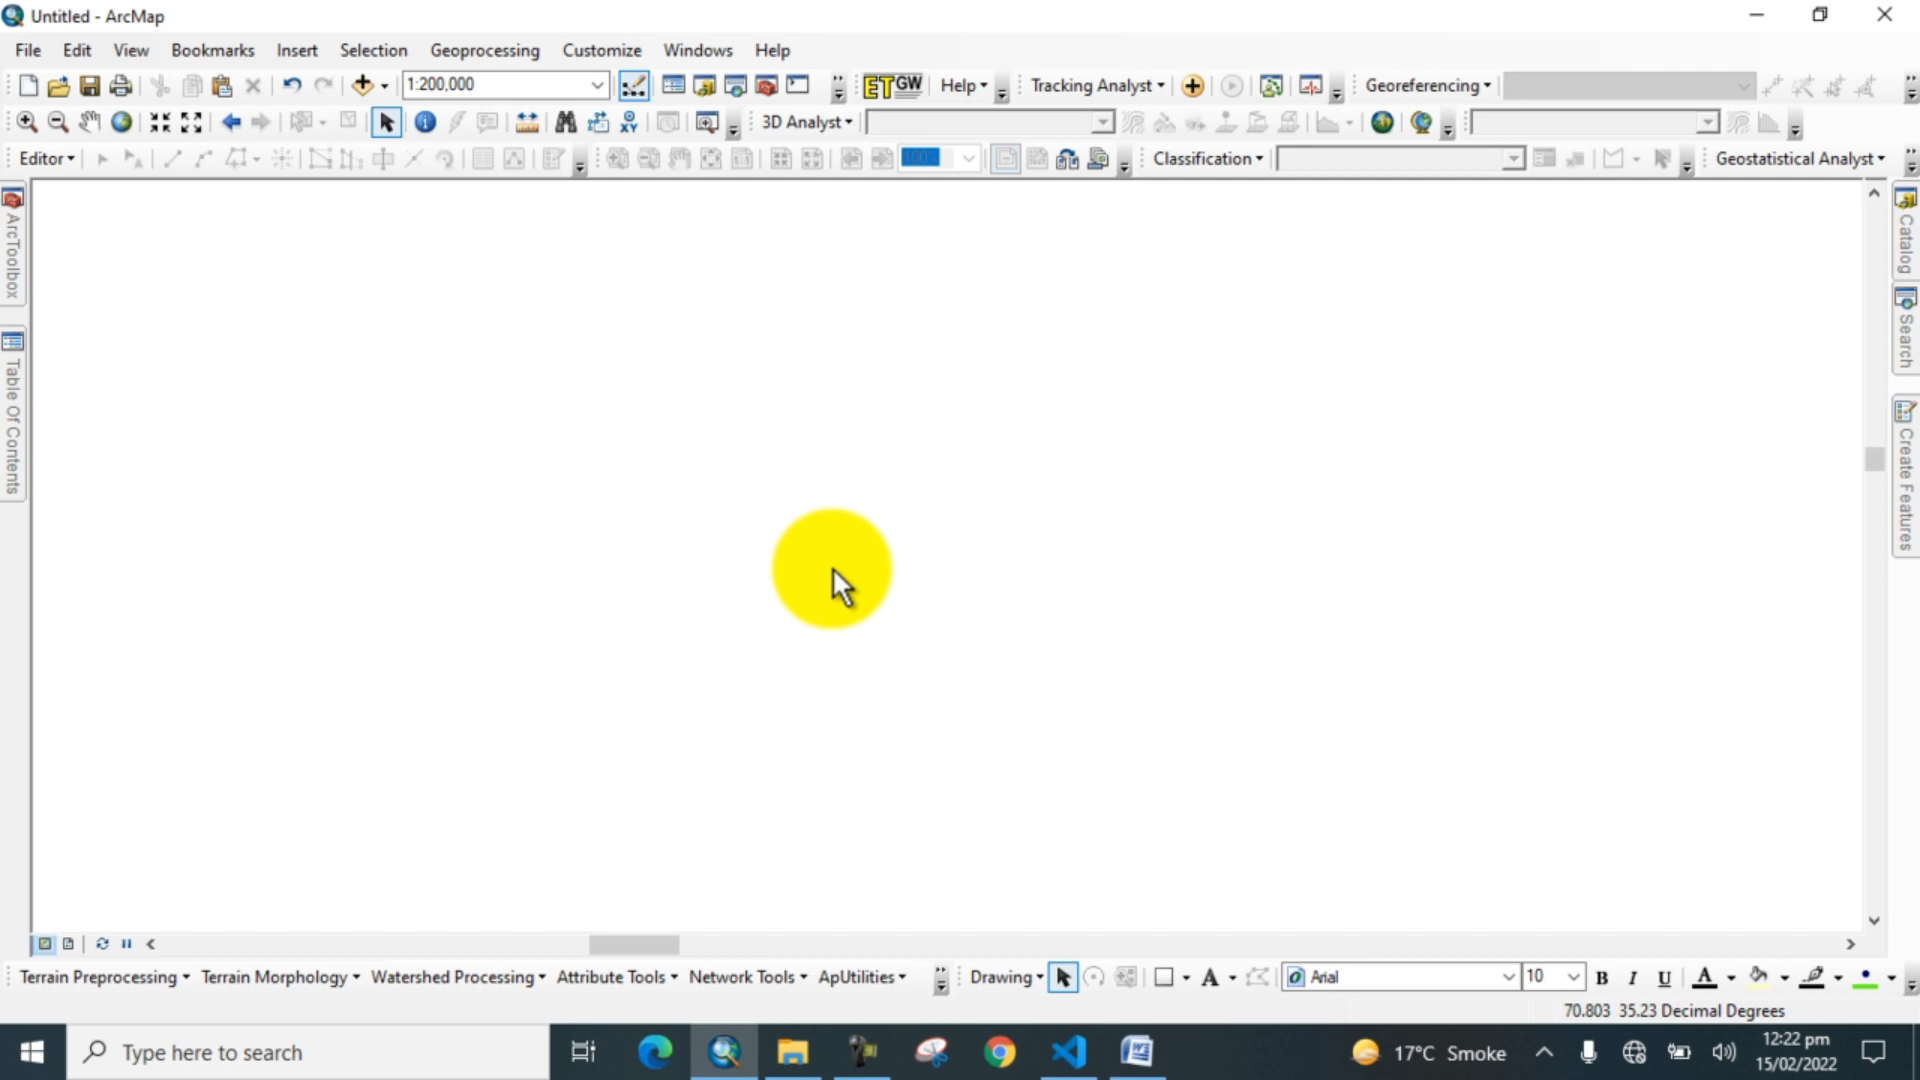 Untitled - ArcMap
File Edit View Bookmarks Insert Selection Geoprocessing Customize Windows Help
1:200,000 ET GW Help Tracking Analyst Georeferencing
3D Analyst
Editor 100% Classification Geostatistical Analyst
ArcToolbox
Table Of Contents
Catalog
Search
Create Features
Terrain Preprocessing Terrain Morphology Watershed Processing Attribute Tools Network Tools ApUtilities Drawing A Arial 10 B I U A
70.803 35.23 Decimal Degrees
Type here to search 17°C Smoke 12:22 pm
15/02/2022